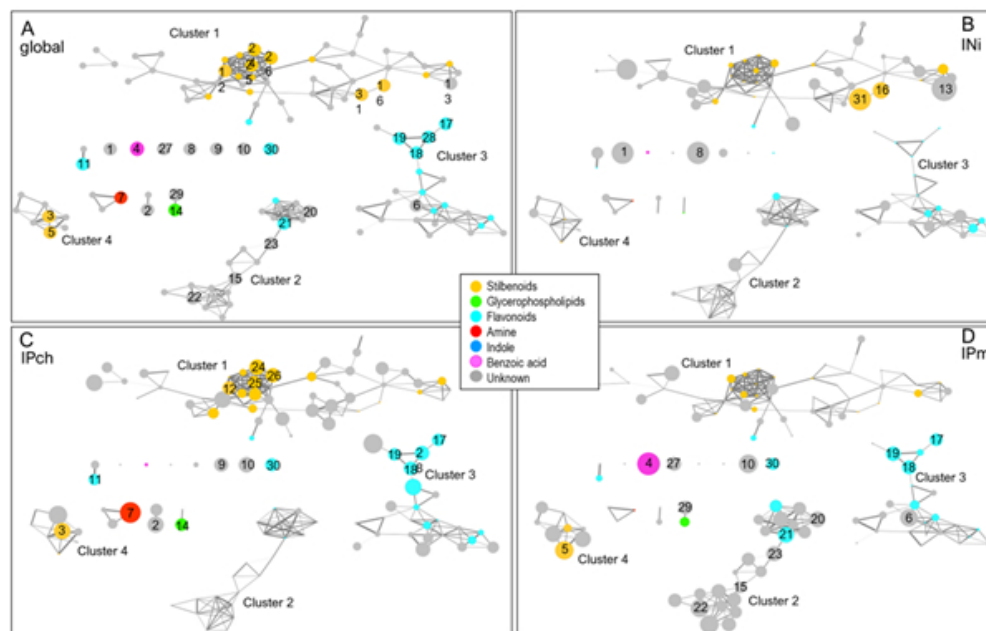 A
global
Cluster 1
2
4 2
1 5 6
2
3 1
1 6
1
3
17
19 28
18
Cluster 3
11
1 4 27 8 9 10 30
7
2
29
14
3
5
Cluster 4
6
20
21
23
15
Cluster 2
22
B
INi
Cluster 1
31 16 13
1 8
Cluster 3
Cluster 4
Cluster 2
Stilbenoids
Glycerophospholipids
Flavonoids
Amine
Indole
Benzoic acid
Unknown
C
IPch
Cluster 1
24
12 25 26
17
19 2
18 8
Cluster 3
11
9 10 30
7
2
14
3
Cluster 4
Cluster 2
D
IPm
Cluster 1
17
19
18
Cluster 3
4 27 10 30
29
5
Cluster 4
6
20
21
23
15
Cluster 2
22